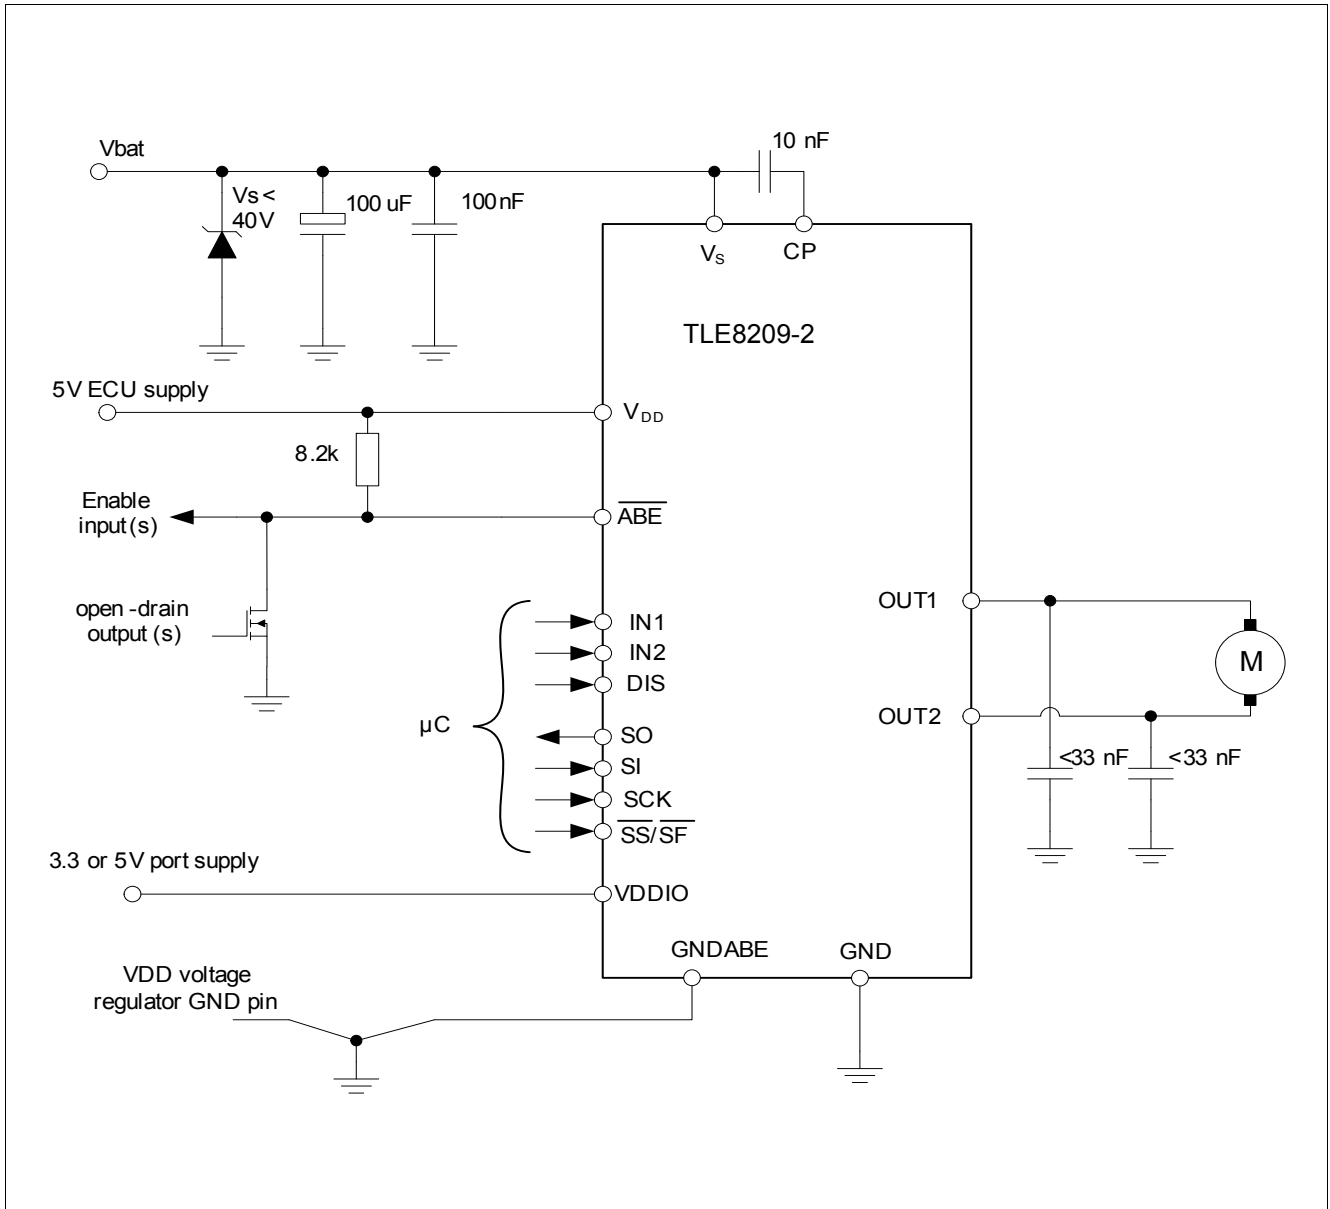 Vbat
10 nF
Vs <
40V
100 uF
100nF
VS
CP
TLE8209-2
5V ECU supply
VDD
8.2k
Enable
input(s)
ABE
open-drain
output(s)
OUT1
IN1
IN2
DIS
M
µC
OUT2
SO
SI
SCK
SS/SF
<33 nF
<33 nF
3.3 or 5V port supply
VDDIO
GNDABE
GND
VDD voltage
regulator GND pin